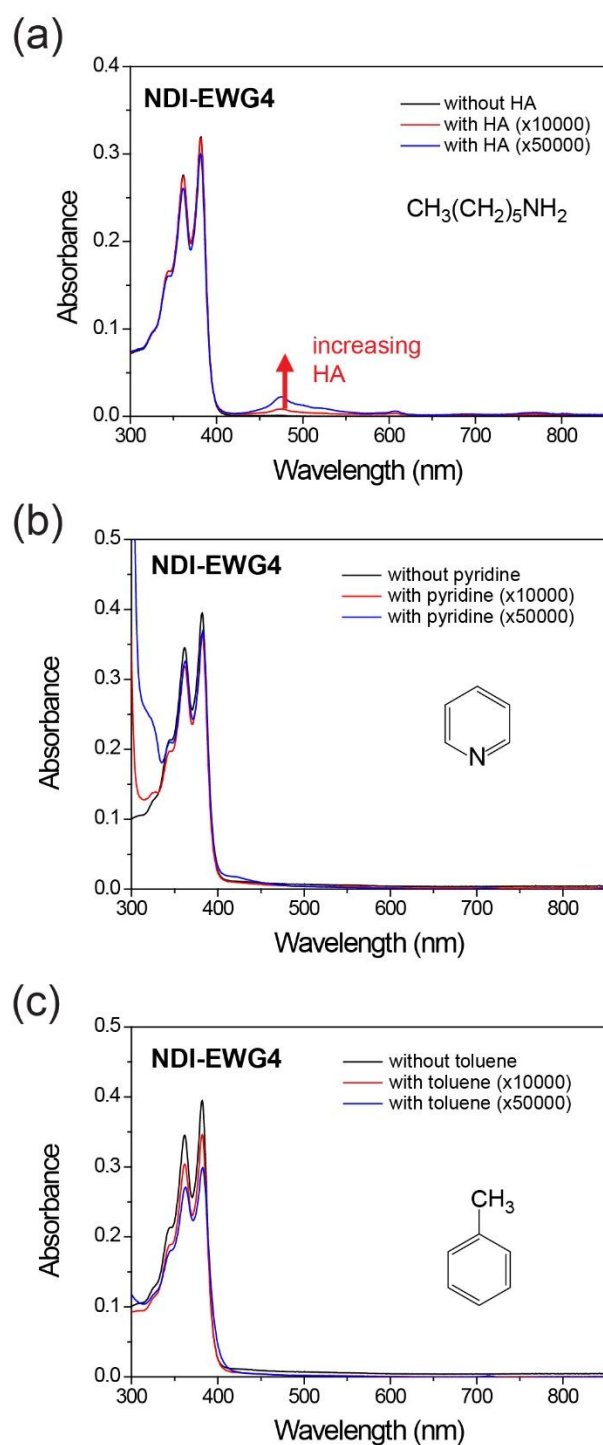 (a)
NDI-EWG4
without HA
with HA (x10000)
with HA (x50000)
CH₃(CH₂)₅NH₂
increasing
HA
Absorbance
0.4
0.3
0.2
0.1
0.0
300 400 500 600 700 800
Wavelength (nm)
(b)
NDI-EWG4
without pyridine
with pyridine (x10000)
with pyridine (x50000)
N
Absorbance
0.5
0.4
0.3
0.2
0.1
0.0
300 400 500 600 700 800
Wavelength (nm)
(c)
NDI-EWG4
without toluene
with toluene (x10000)
with toluene (x50000)
CH₃
Absorbance
0.5
0.4
0.3
0.2
0.1
0.0
300 400 500 600 700 800
Wavelength (nm)